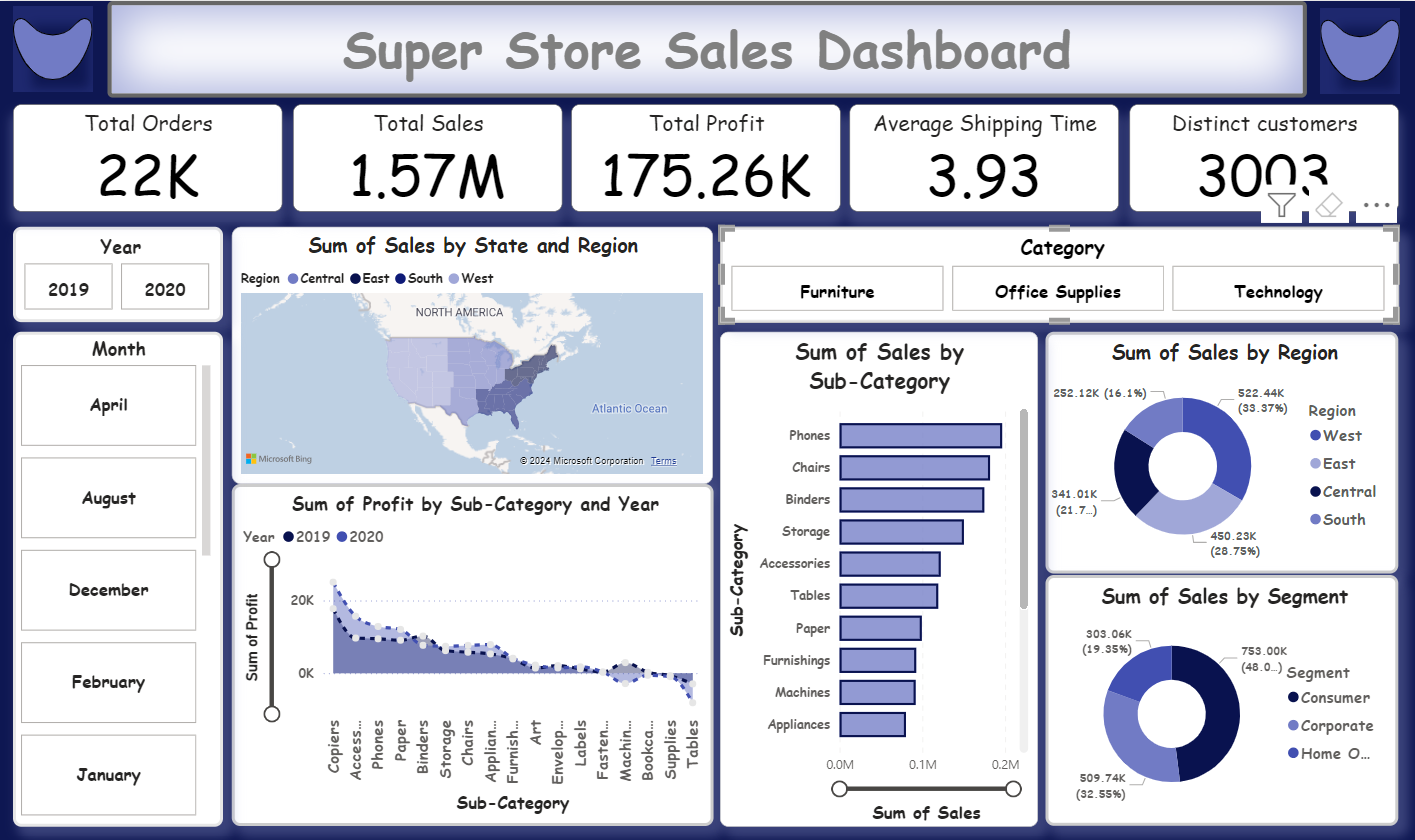 Super Store Sales Dashboard
Total Orders
22K
Total Sales
1.57M
Total Profit
175.26K
Average Shipping Time
3.93
Distinct customers
3003
Year
2019
2020
Month
April
August
December
February
January
Sum of Sales by State and Region
Region Central East South West
NORTH AMERICA
Atlantic Ocean
Microsoft Bing
© 2024 Microsoft Corporation Terms
Sum of Profit by Sub-Category and Year
Year 2019 2020
Sum of Profit
20K
0K
Copiers
Access...
Phones
Paper
Binders
Storage
Chairs
Applian...
Furnish...
Art
Envelop...
Labels
Fasten...
Machin...
Bookca...
Supplies
Tables
Sub-Category
Category
Furniture
Office Supplies
Technology
Sum of Sales by
Sub-Category
Sub-Category
Phones
Chairs
Binders
Storage
Accessories
Tables
Paper
Furnishings
Machines
Appliances
0.0M
0.1M
0.2M
Sum of Sales
Sum of Sales by Region
252.12K (16.1%)
522.44K
(33.37%)
341.01K
(21.7...)
450.23K
(28.75%)
Region
West
East
Central
South
Sum of Sales by Segment
303.06K
(19.35%)
753.00K
(48.0...)
509.74K
(32.55%)
Segment
Consumer
Corporate
Home O...